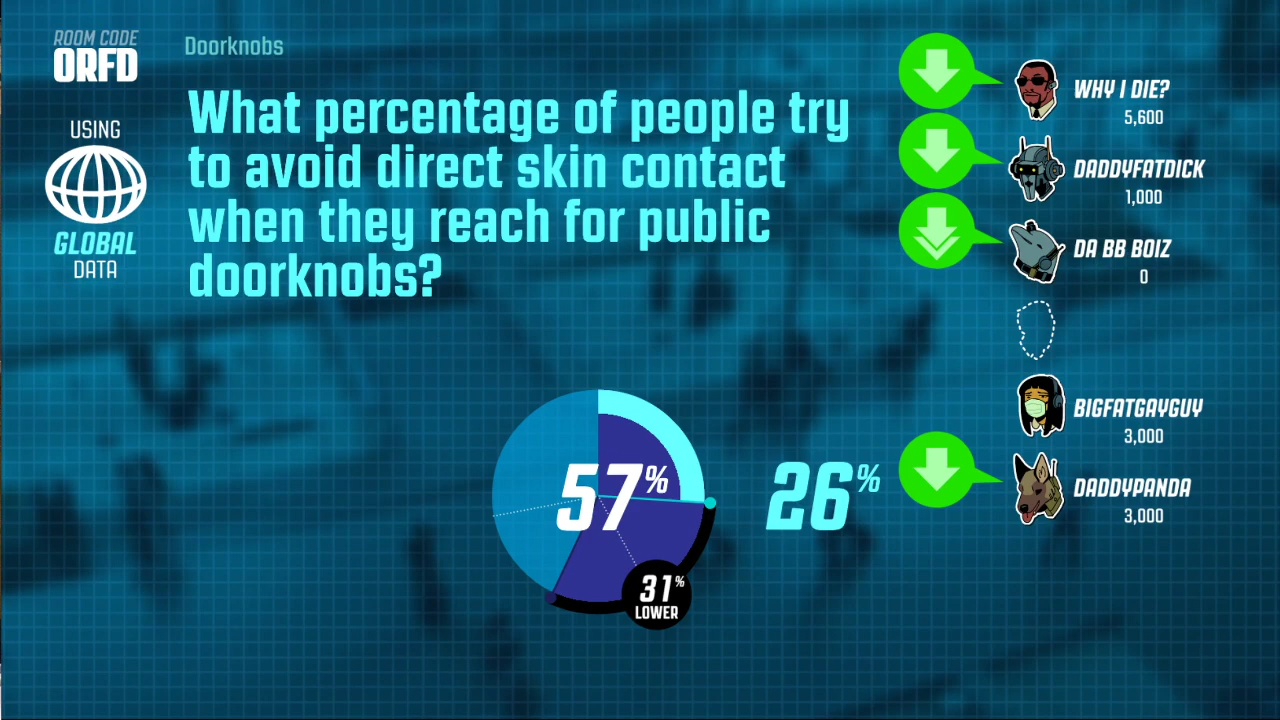 ROOM CODE
ORFD
Doorknobs
USING
GLOBAL
DATA
What percentage of people try
to avoid direct skin contact
when they reach for public
doorknobs?
57%
26%
31%
LOWER
WHY I DIE?
5,600
DADDYFATDICK
1,000
DA BB BOIZ
0
BIGFATGAYGUY
3,000
DADDYPANDA
3,000